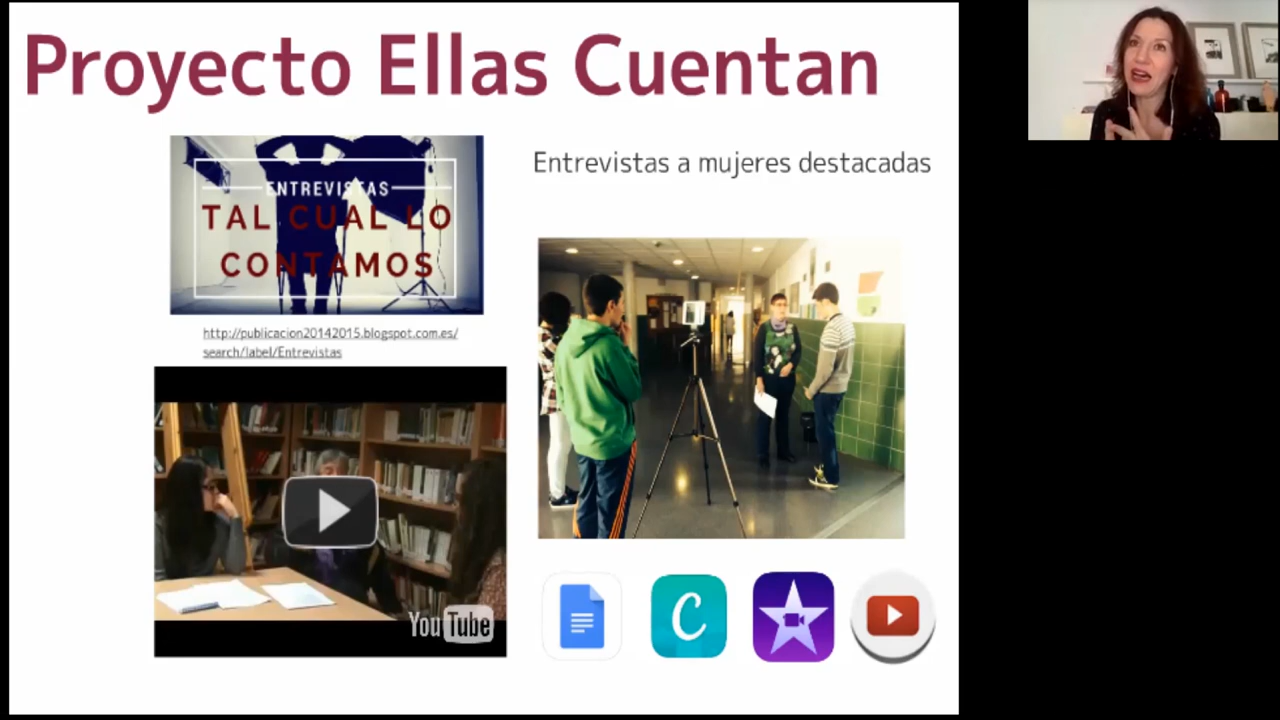 Proyecto Ellas Cuentan
ENTREVISTAS
TAL CUAL LO
CONTAMOS
http://publicacion20142015.blogspot.com.es/
search/label/Entrevistas
Entrevistas a mujeres destacadas
YouTube
C